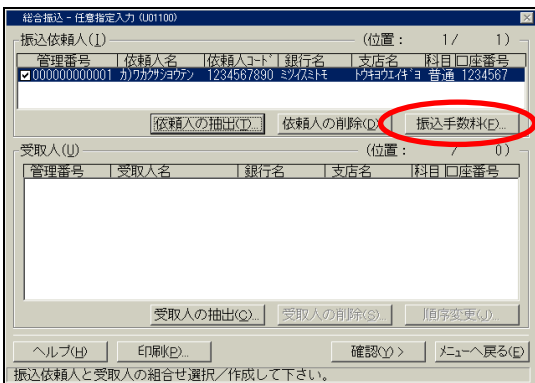 総合振込 - 任意指定入力 (U01100)
振込依頼人(I) (位置： 1/ 1)
管理番号 依頼人名 依頼人コード 銀行名 支店名 科目 口座番号
000000000001 カ)ワカクサショウテン 1234567890 ミツイスミトモ トウキョウエイギョ 普通 1234567
依頼人の抽出(T)... 依頼人の削除(D) 振込手数料(F)...
受取人(U) (位置： / 0)
管理番号 受取人名 銀行名 支店名 科目 口座番号
受取人の抽出(C)... 受取人の削除(S)... 順序変更(J)...
ヘルプ(H) 印刷(P)... 確認(Y) > メニューへ戻る(E)
振込依頼人と受取人の組合せ選択／作成して下さい。